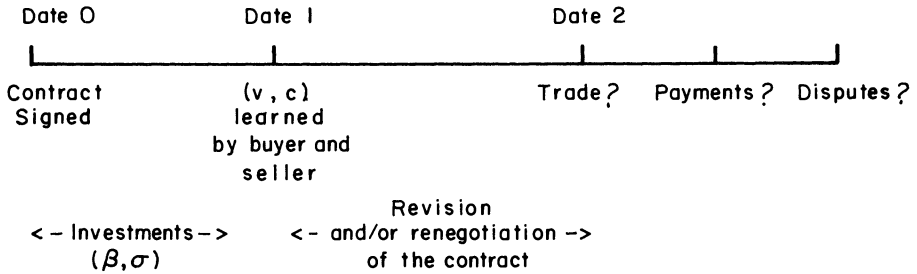 Date 0 Date 1 Date 2
Contract (v, c) Trade? Payments? Disputes?
Signed learned
by buyer and
seller
Revision
<- Investments -> <- and/or renegotiation ->
(β,σ) of the contract